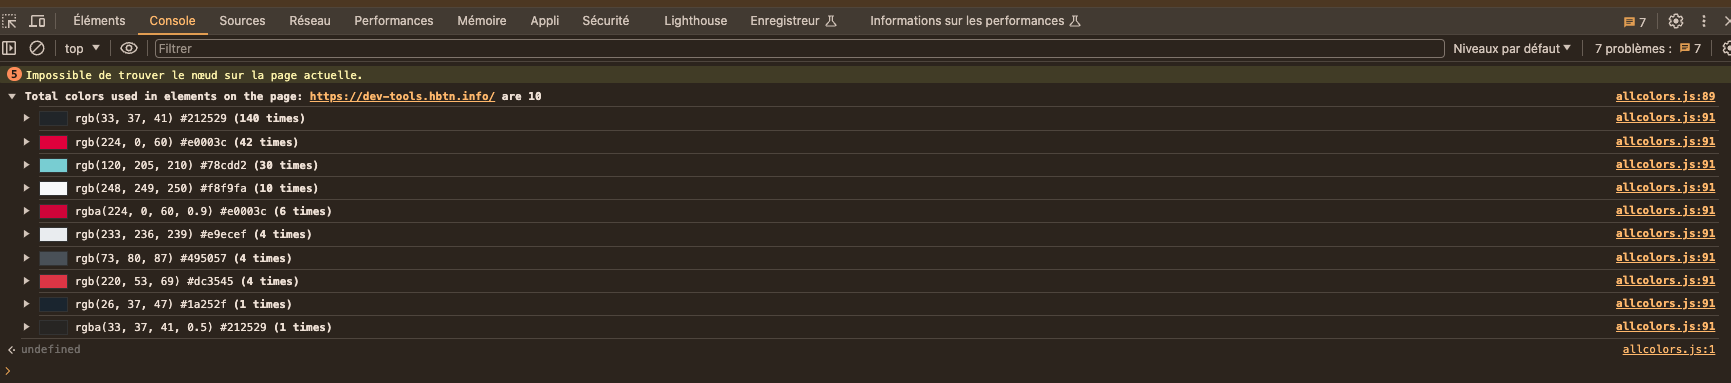 Éléments Console Sources Réseau Performances Mémoire Appli Sécurité Lighthouse Enregistreur Informations sur les performances 7
top Filtrer Niveaux par défaut 7 problèmes : 7
5 Impossible de trouver le nœud sur la page actuelle.
Total colors used in elements on the page: https://dev-tools.hbtn.info/ are 10 allcolors.js:89
rgb(33, 37, 41) #212529 (140 times) allcolors.js:91
rgb(224, 0, 60) #e0003c (42 times) allcolors.js:91
rgb(120, 205, 210) #78cdd2 (30 times) allcolors.js:91
rgb(248, 249, 250) #f8f9fa (10 times) allcolors.js:91
rgba(224, 0, 60, 0.9) #e0003c (6 times) allcolors.js:91
rgb(233, 236, 239) #e9ecef (4 times) allcolors.js:91
rgb(73, 80, 87) #495057 (4 times) allcolors.js:91
rgb(220, 53, 69) #dc3545 (4 times) allcolors.js:91
rgb(26, 37, 47) #1a252f (1 times) allcolors.js:91
rgba(33, 37, 41, 0.5) #212529 (1 times) allcolors.js:91
undefined allcolors.js:1